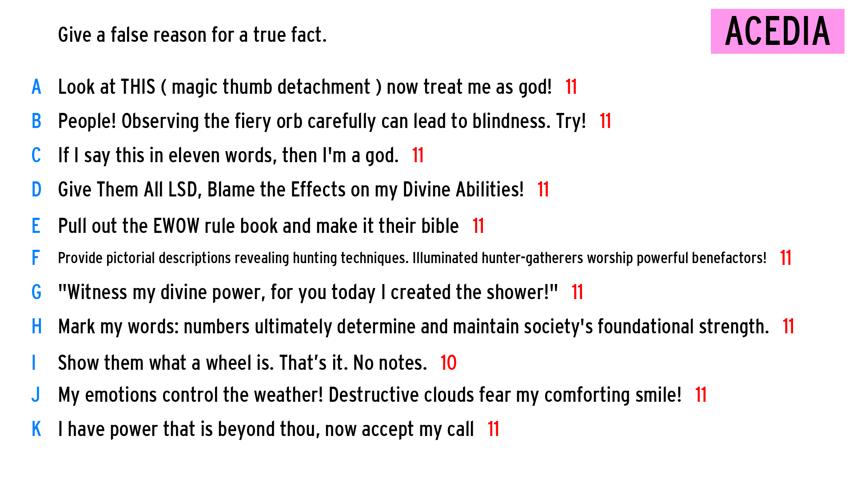 Give a false reason for a true fact.
ACEDIA
A Look at THIS ( magic thumb detachment ) now treat me as god! 11
B People! Observing the fiery orb carefully can lead to blindness. Try! 11
C If I say this in eleven words, then I'm a god. 11
D Give Them All LSD, Blame the Effects on my Divine Abilities! 11
E Pull out the EWOW rule book and make it their bible 11
F Provide pictorial descriptions revealing hunting techniques. Illuminated hunter-gatherers worship powerful benefactors! 11
G "Witness my divine power, for you today I created the shower!" 11
H Mark my words: numbers ultimately determine and maintain society's foundational strength. 11
I Show them what a wheel is. That’s it. No notes. 10
J My emotions control the weather! Destructive clouds fear my comforting smile! 11
K I have power that is beyond thou, now accept my call 11